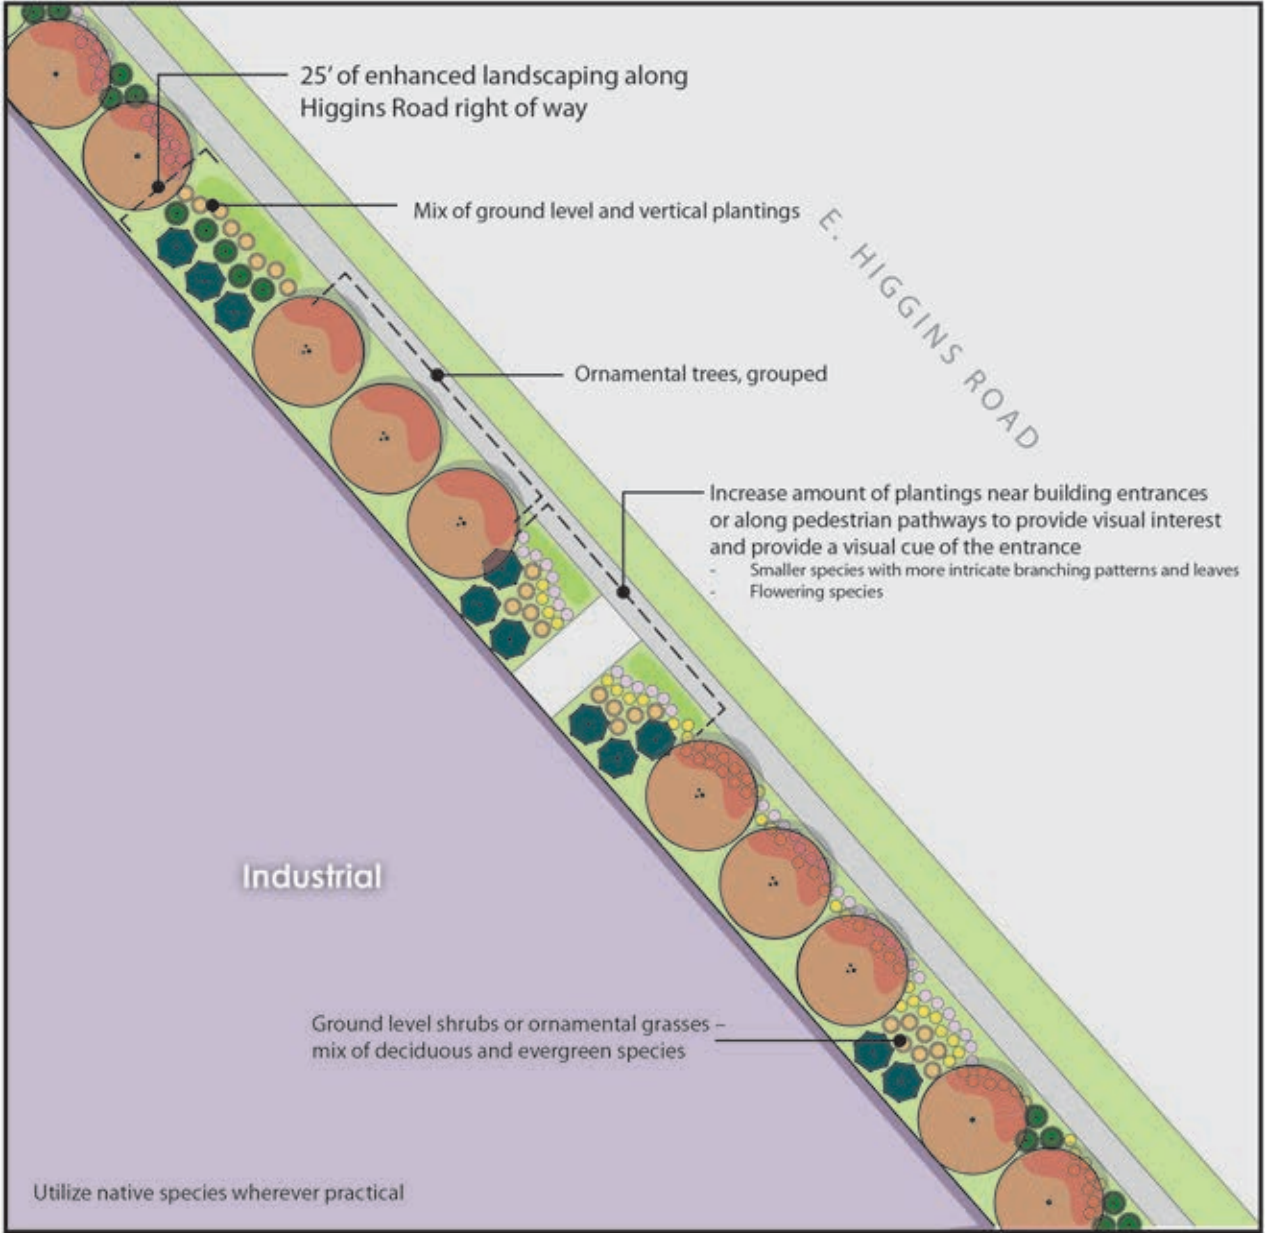 25’ of enhanced landscaping along
Higgins Road right of way
Mix of ground level and vertical plantings
E. HIGGINS ROAD
Ornamental trees, grouped
Increase amount of plantings near building entrances
or along pedestrian pathways to provide visual interest
and provide a visual cue of the entrance
- Smaller species with more intricate branching patterns and leaves
- Flowering species
Industrial
Ground level shrubs or ornamental grasses –
mix of deciduous and evergreen species
Utilize native species wherever practical